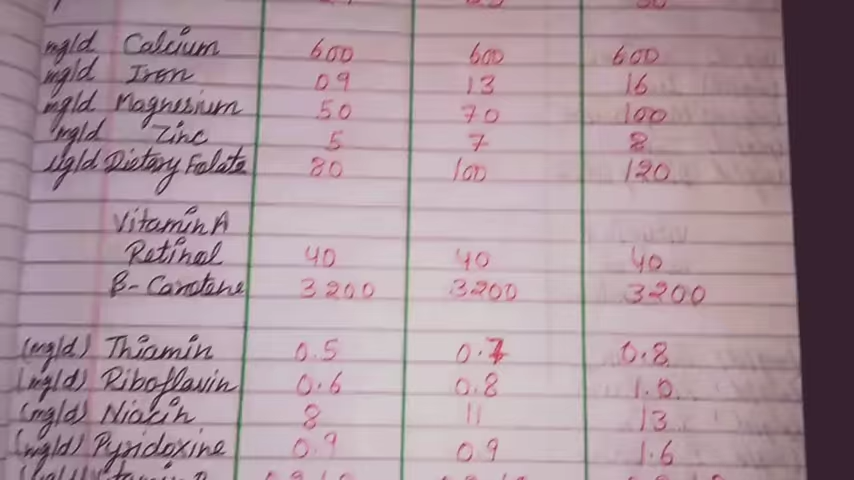 mg/d Calcium 600 600 600
mg/d Iron 09 13 16
mg/d Magnesium 50 70 100
mg/d Zinc 5 7 8
µg/d Dietary Folate 80 100 120
Vitamin A
Retinol 40 40 40
β-Carotene 3200 3200 3200
(mg/d) Thiamin 0.5 0.7 0.8
(mg/d) Riboflavin 0.6 0.8 1.0
(mg/d) Niacin 8 11 13
(mg/d) Pyridoxine 0.9 0.9 1.6